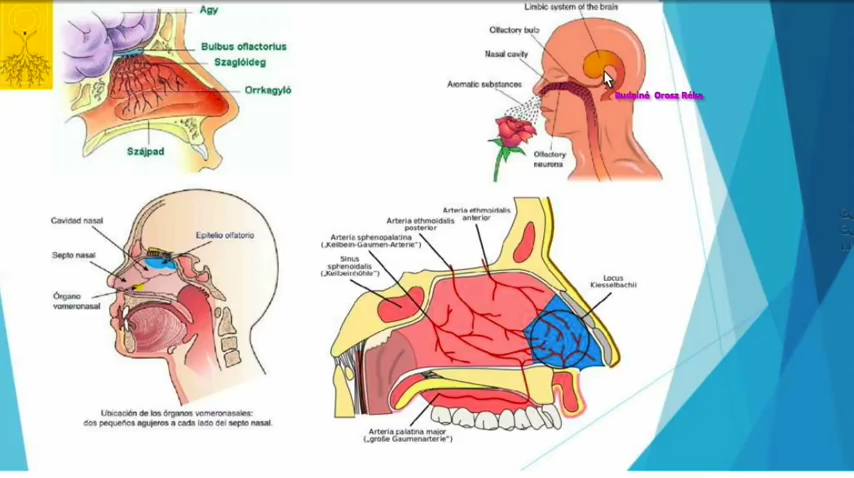 Agy
Bulbus oflactorius
Szaglóideg
Orrkagyló
Szájpad
Limbic system of the brain
Olfactory bulb
Nasal cavity
Aromatic substances
Olfactory
neurons
Budainé Orosz Réka
Cavidad nasal
Epitelio olfatorio
Septo nasal
Órgano
vomeronasal
Ubicación de los órganos vomeronasales:
dos pequeños agujeros a cada lado del septo nasal.
Arteria ethmoidalis
anterior
Arteria ethmoidalis
posterior
Arteria sphenopalatina
(„Keilbein-Gaumen-Arterie")
Sinus
sphenoidalis
(„Keilbeinhöhle")
Locus
Kiesselbachii
Arteria palatina major
(„große Gaumenarterie")